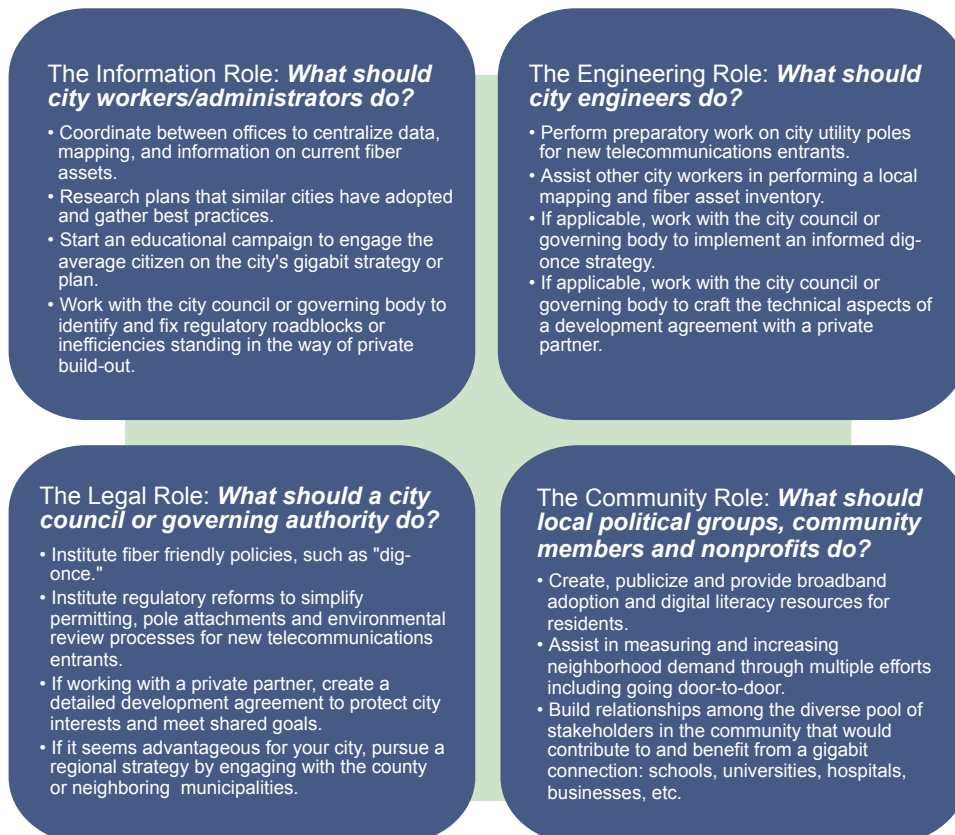 The Information Role: What should
city workers/administrators do?
• Coordinate between offices to centralize data,
mapping, and information on current fiber
assets.
• Research plans that similar cities have adopted
and gather best practices.
• Start an educational campaign to engage the
average citizen on the city's gigabit strategy or
plan.
• Work with the city council or governing body to
identify and fix regulatory roadblocks or
inefficiencies standing in the way of private
build-out.
The Engineering Role: What should
city engineers do?
• Perform preparatory work on city utility poles
for new telecommunications entrants.
• Assist other city workers in performing a local
mapping and fiber asset inventory.
• If applicable, work with the city council or
governing body to implement an informed dig-
once strategy.
• If applicable, work with the city council or
governing body to craft the technical aspects of
a development agreement with a private
partner.
The Legal Role: What should a city
council or governing authority do?
• Institute fiber friendly policies, such as "dig-
once."
• Institute regulatory reforms to simplify
permitting, pole attachments and environmental
review processes for new telecommunications
entrants.
• If working with a private partner, create a
detailed development agreement to protect city
interests and meet shared goals.
• If it seems advantageous for your city, pursue a
regional strategy by engaging with the county
or neighboring municipalities.
The Community Role: What should
local political groups, community
members and nonprofits do?
• Create, publicize and provide broadband
adoption and digital literacy resources for
residents.
• Assist in measuring and increasing
neighborhood demand through multiple efforts
including going door-to-door.
• Build relationships among the diverse pool of
stakeholders in the community that would
contribute to and benefit from a gigabit
connection: schools, universities, hospitals,
businesses, etc.